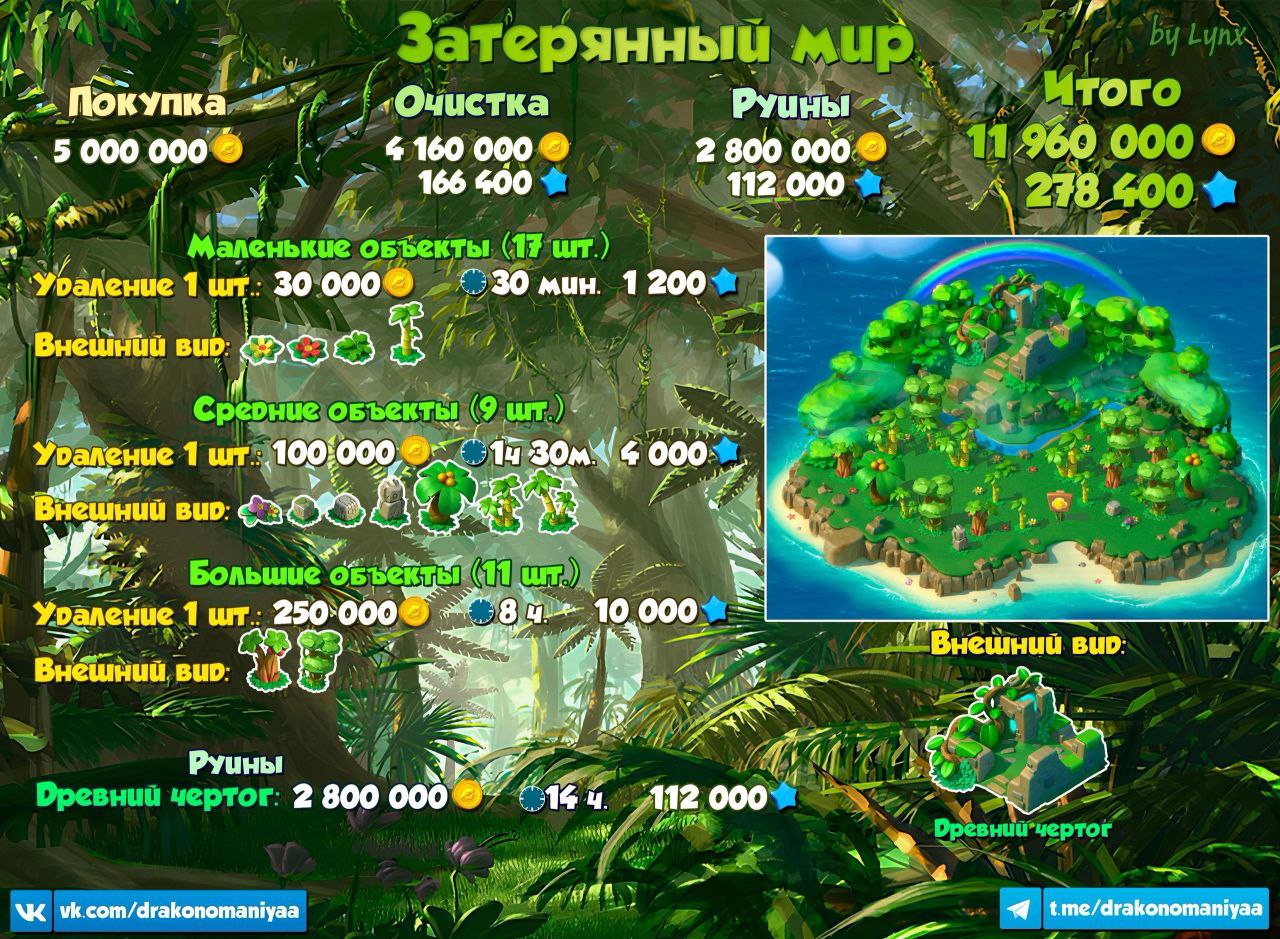 Затерянный мир
by Lynx
Покупка
5 000 000
Очистка
4 160 000
166 400
Руины
2 800 000
112 000
Итого
11 960 000
278 400
Маленькие объекты (17 шт.)
Удаление 1 шт.: 30 000 30 мин. 1 200
Внешний вид:
Средние объекты (9 шт.)
Удаление 1 шт.: 100 000 1ч 30м. 4 000
Внешний вид:
Большие объекты (11 шт.)
Удаление 1 шт.: 250 000 8 ч. 10 000
Внешний вид:
Руины
Древний чертог: 2 800 000 14 ч. 112 000
Внешний вид:
Древний чертог
vk.com/drakonomaniyaa
t.me/drakonomaniyaa